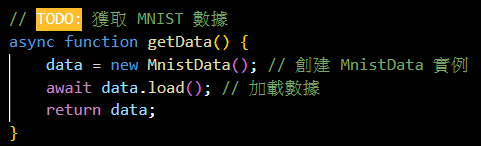 // TODO: 獲取 MNIST 數據
async function getData() {
    data = new MnistData(); // 創建 MnistData 實例
    await data.load(); // 加載數據
    return data;
}